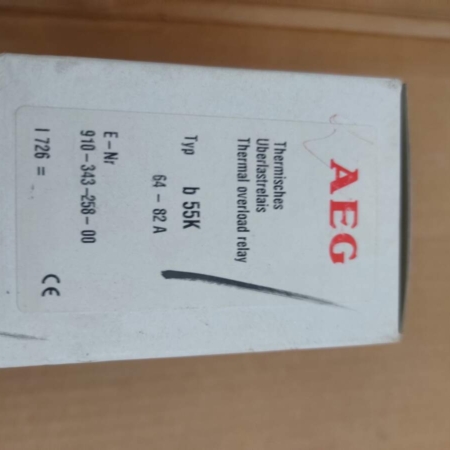 AEG
Thermisches
Überlastrelais
Thermal overload relay
Typ b 55K
64 – 82 A
E – Nr
910–343–258–00
I 726 =
CE